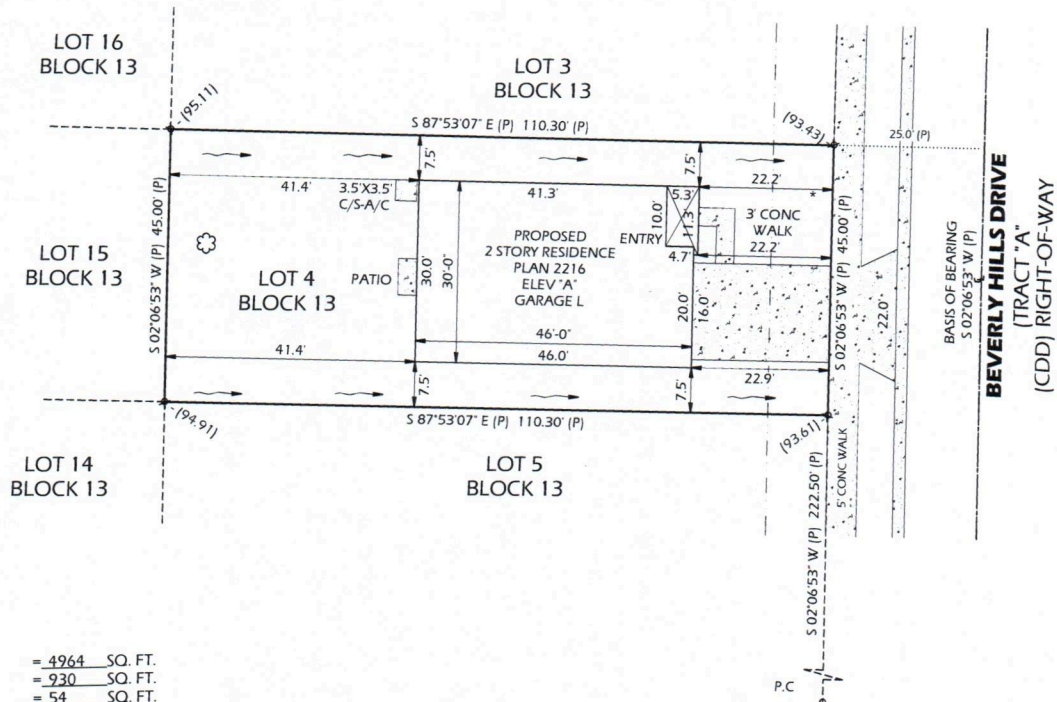 LOT 16
BLOCK 13
LOT 3
BLOCK 13
(95.11)
S 87°53'07" E (P) 110.30' (P)
(93.43)
25.0' (P)
7.5'
7.5'
41.4'
3.5'X3.5'
C/S-A/C
41.3'
5.3'
22.2'
*
LOT 15
BLOCK 13
S 02°06'53" W (P) 45.00' (P)
LOT 4
BLOCK 13
PATIO
30.0'
30'-0"
PROPOSED
2 STORY RESIDENCE
PLAN 2216
ELEV "A"
GARAGE L
ENTRY
10.0'
11.3'
4.7'
3' CONC
WALK
22.2'
20.0'
16.0'
S 02°06'53" W (P) 45.00' (P)
22.0'
BASIS OF BEARING
S 02°06'53" W (P)
BEVERLY HILLS DRIVE
(TRACT "A"
(CDD) RIGHT-OF-WAY
46'-0"
46.0'
41.4'
22.9'
7.5'
7.5'
(94.91)
S 87°53'07" E (P) 110.30' (P)
(93.61)
LOT 14
BLOCK 13
LOT 5
BLOCK 13
5' CONC WALK
S 02°06'53" W (P) 222.50' (P)
P.C
= 4964 SQ. FT.
= 930 SQ. FT.
= 54 SQ. FT.